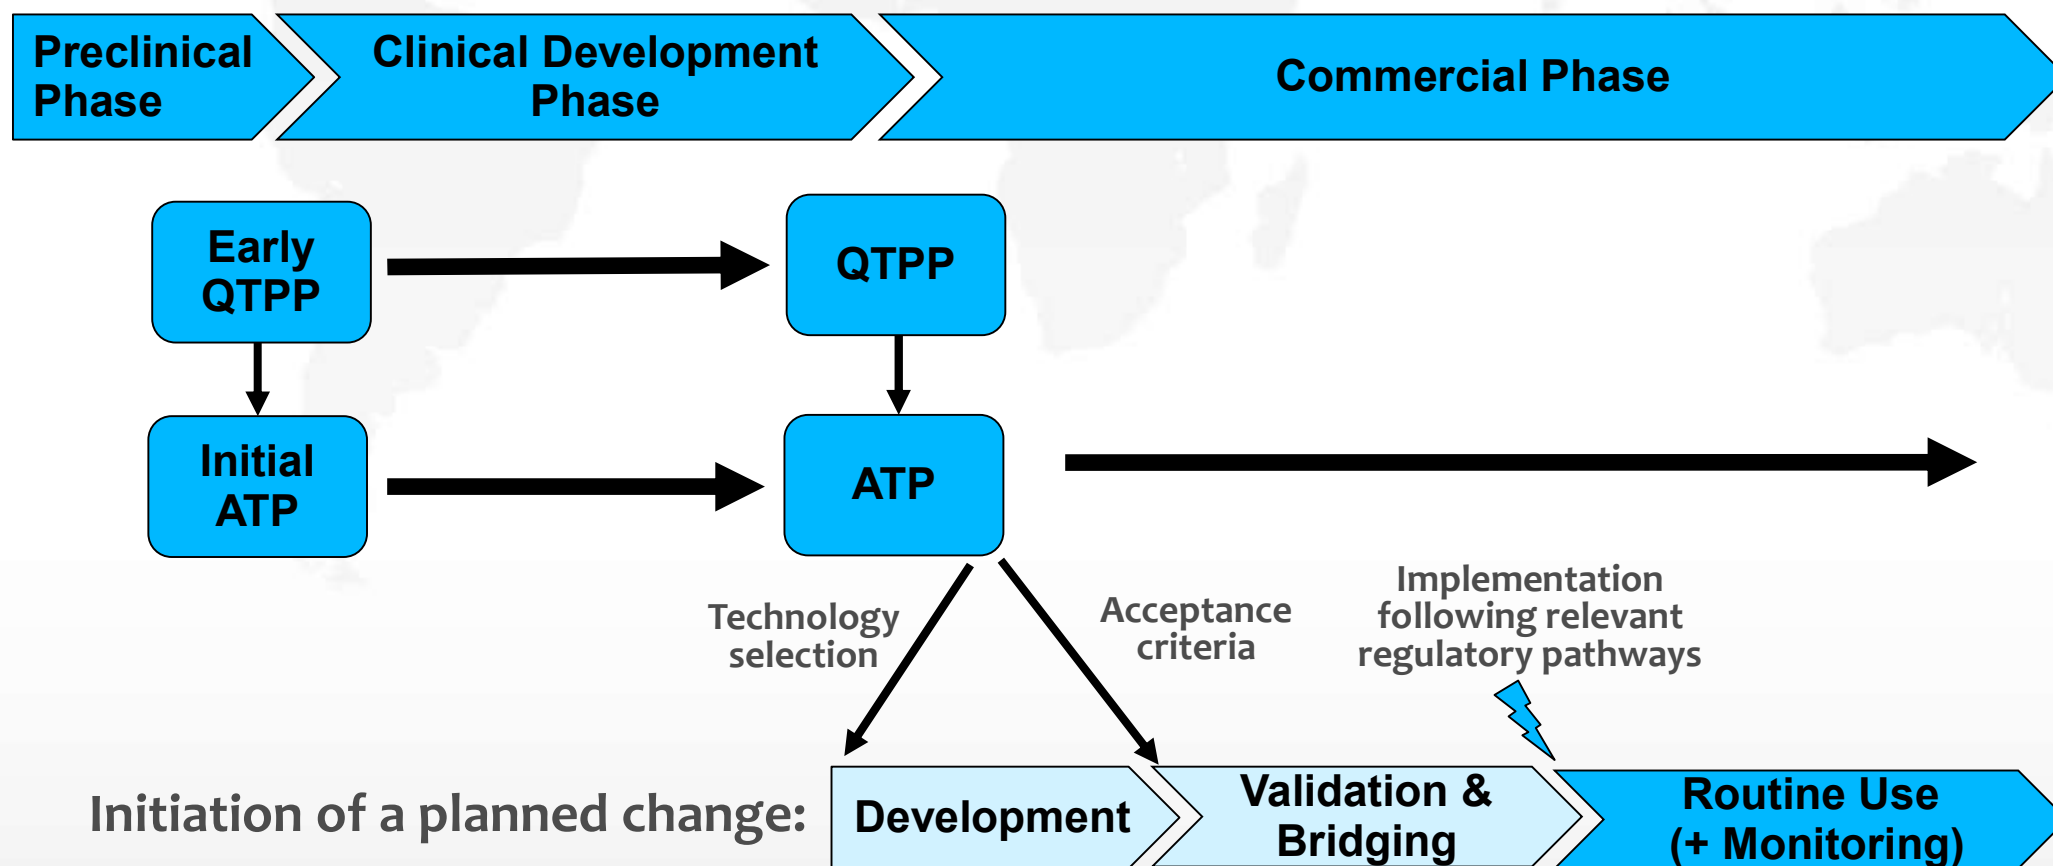 Preclinical
Phase
Clinical Development
Phase
Commercial Phase
Early
QTPP
QTPP
Initial
ATP
ATP
Technology
selection
Acceptance
criteria
Implementation
following relevant
regulatory pathways
Initiation of a planned change:
Development
Validation &
Bridging
Routine Use
(+ Monitoring)